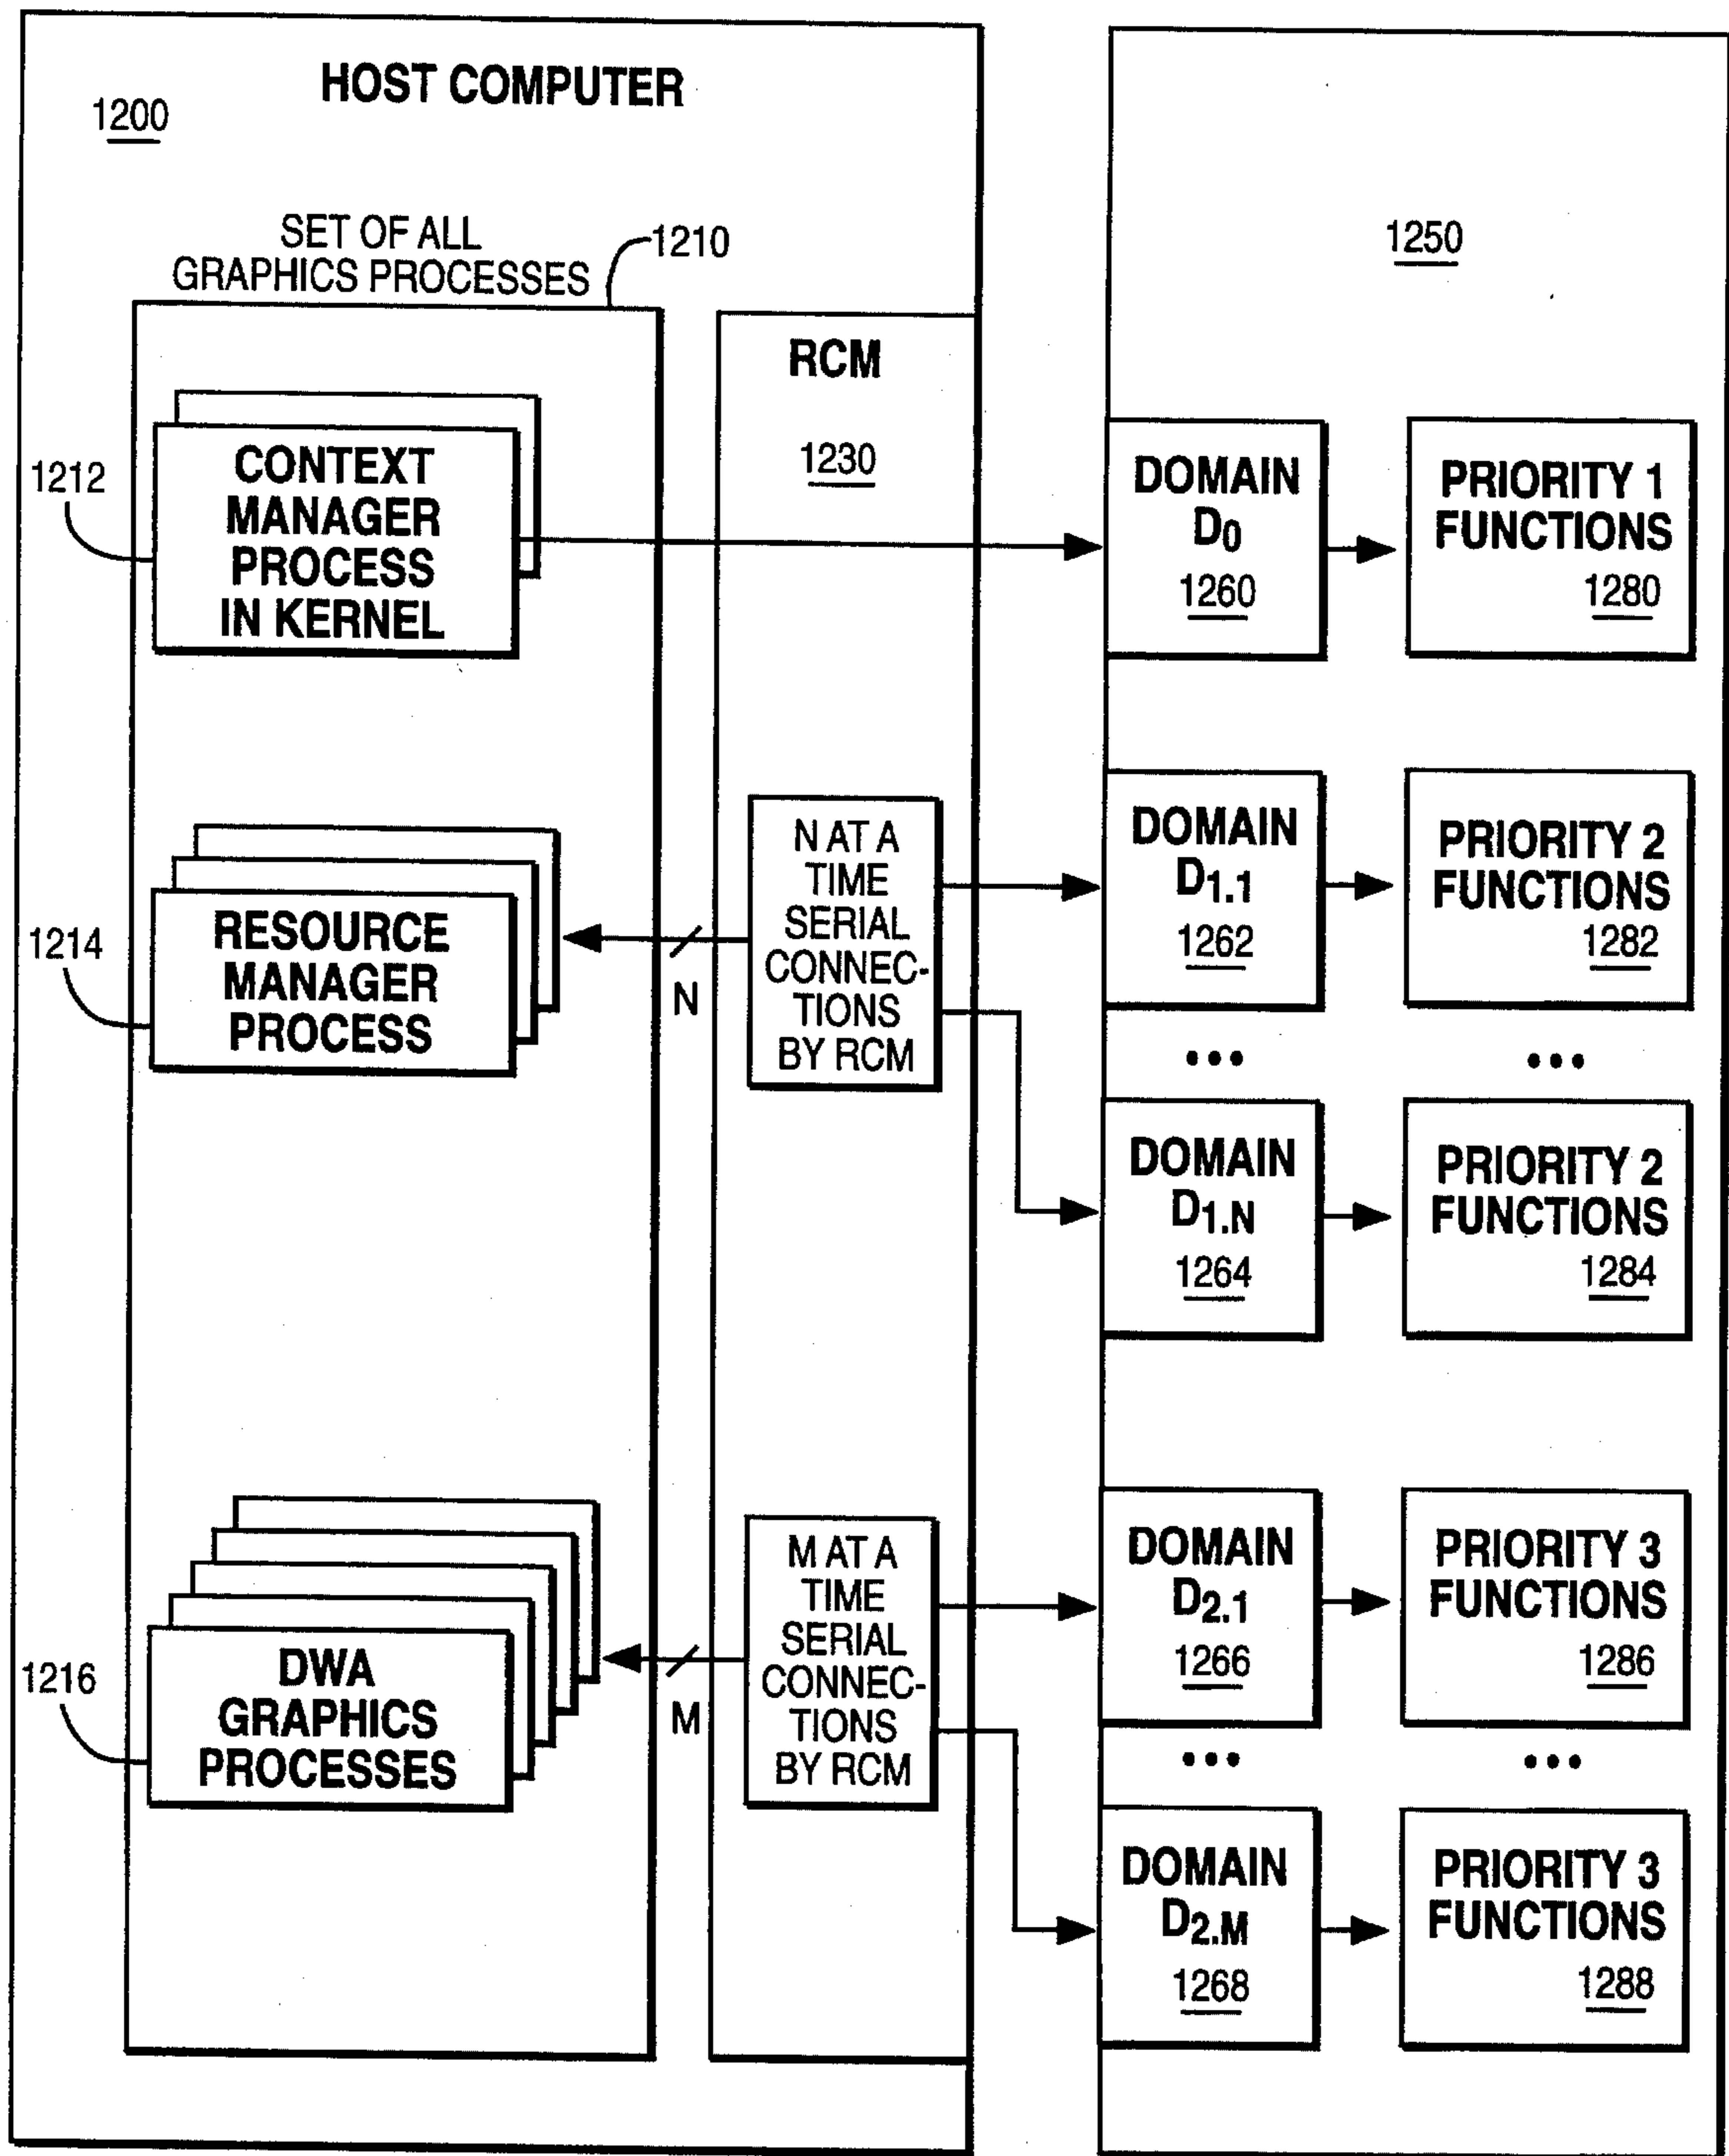 HOST COMPUTER
1200
SET OF ALL
GRAPHICS PROCESSES
1210
1250
RCM
1230
1212
CONTEXT
MANAGER
PROCESS
IN KERNEL
DOMAIN
D0
1260
PRIORITY 1
FUNCTIONS
1280
1214
RESOURCE
MANAGER
PROCESS
N
N AT A
TIME
SERIAL
CONNEC-
TIONS
BY RCM
DOMAIN
D1.1
1262
PRIORITY 2
FUNCTIONS
1282
•••
•••
DOMAIN
D1.N
1264
PRIORITY 2
FUNCTIONS
1284
1216
DWA
GRAPHICS
PROCESSES
M
M AT A
TIME
SERIAL
CONNEC-
TIONS
BY RCM
DOMAIN
D2.1
1266
PRIORITY 3
FUNCTIONS
1286
•••
•••
DOMAIN
D2.M
1268
PRIORITY 3
FUNCTIONS
1288